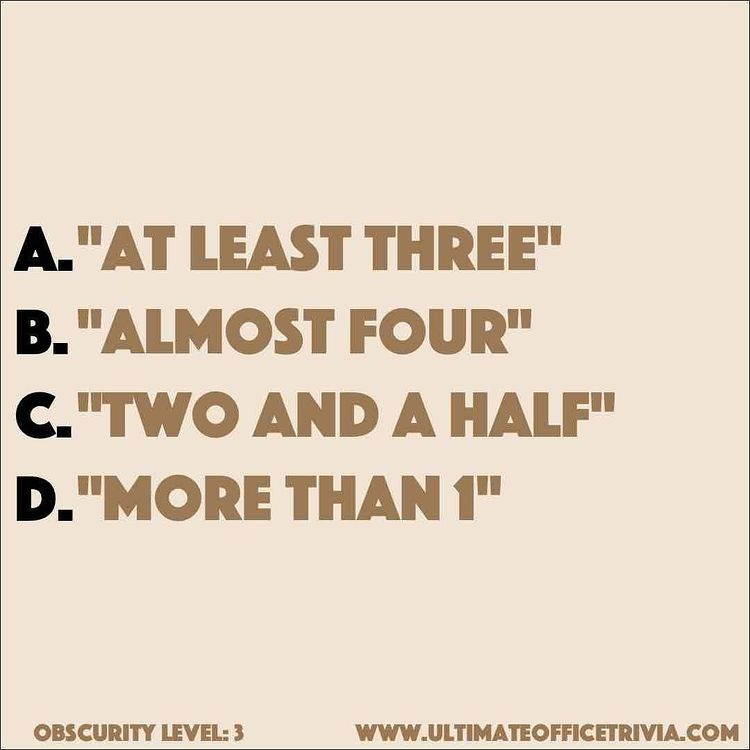 A. "AT LEAST THREE"
B. "ALMOST FOUR"
C. "TWO AND A HALF"
D. "MORE THAN 1"
OBSCURITY LEVEL: 3 WWW.ULTIMATEOFFICETRIVIA.COM